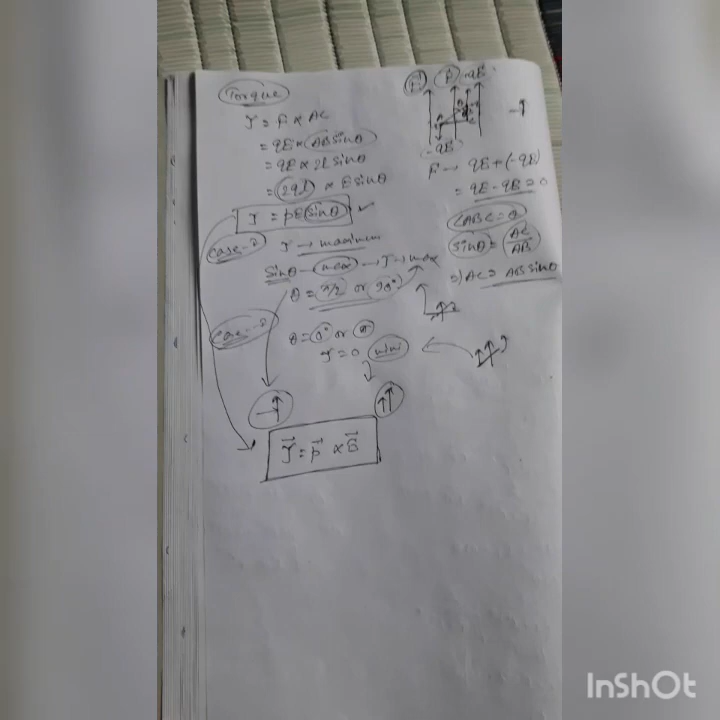 Torque
τ = F × AC
= qE × AB sinθ
= qE × 2l sinθ
= (2ql) × E sinθ
τ = pE sinθ
Case-I
τ → maximum
sinθ → max → τ → max
θ = π/2 or 90°
Case-II
θ = 0° or π
τ = 0 mini
τ⃗ = p⃗ × E⃗
+qE
-qE
F → qE + (-qE)
= qE - qE = 0
∠ABC = θ
sinθ = AC/AB
⇒ AC = AB sinθ
InShOt